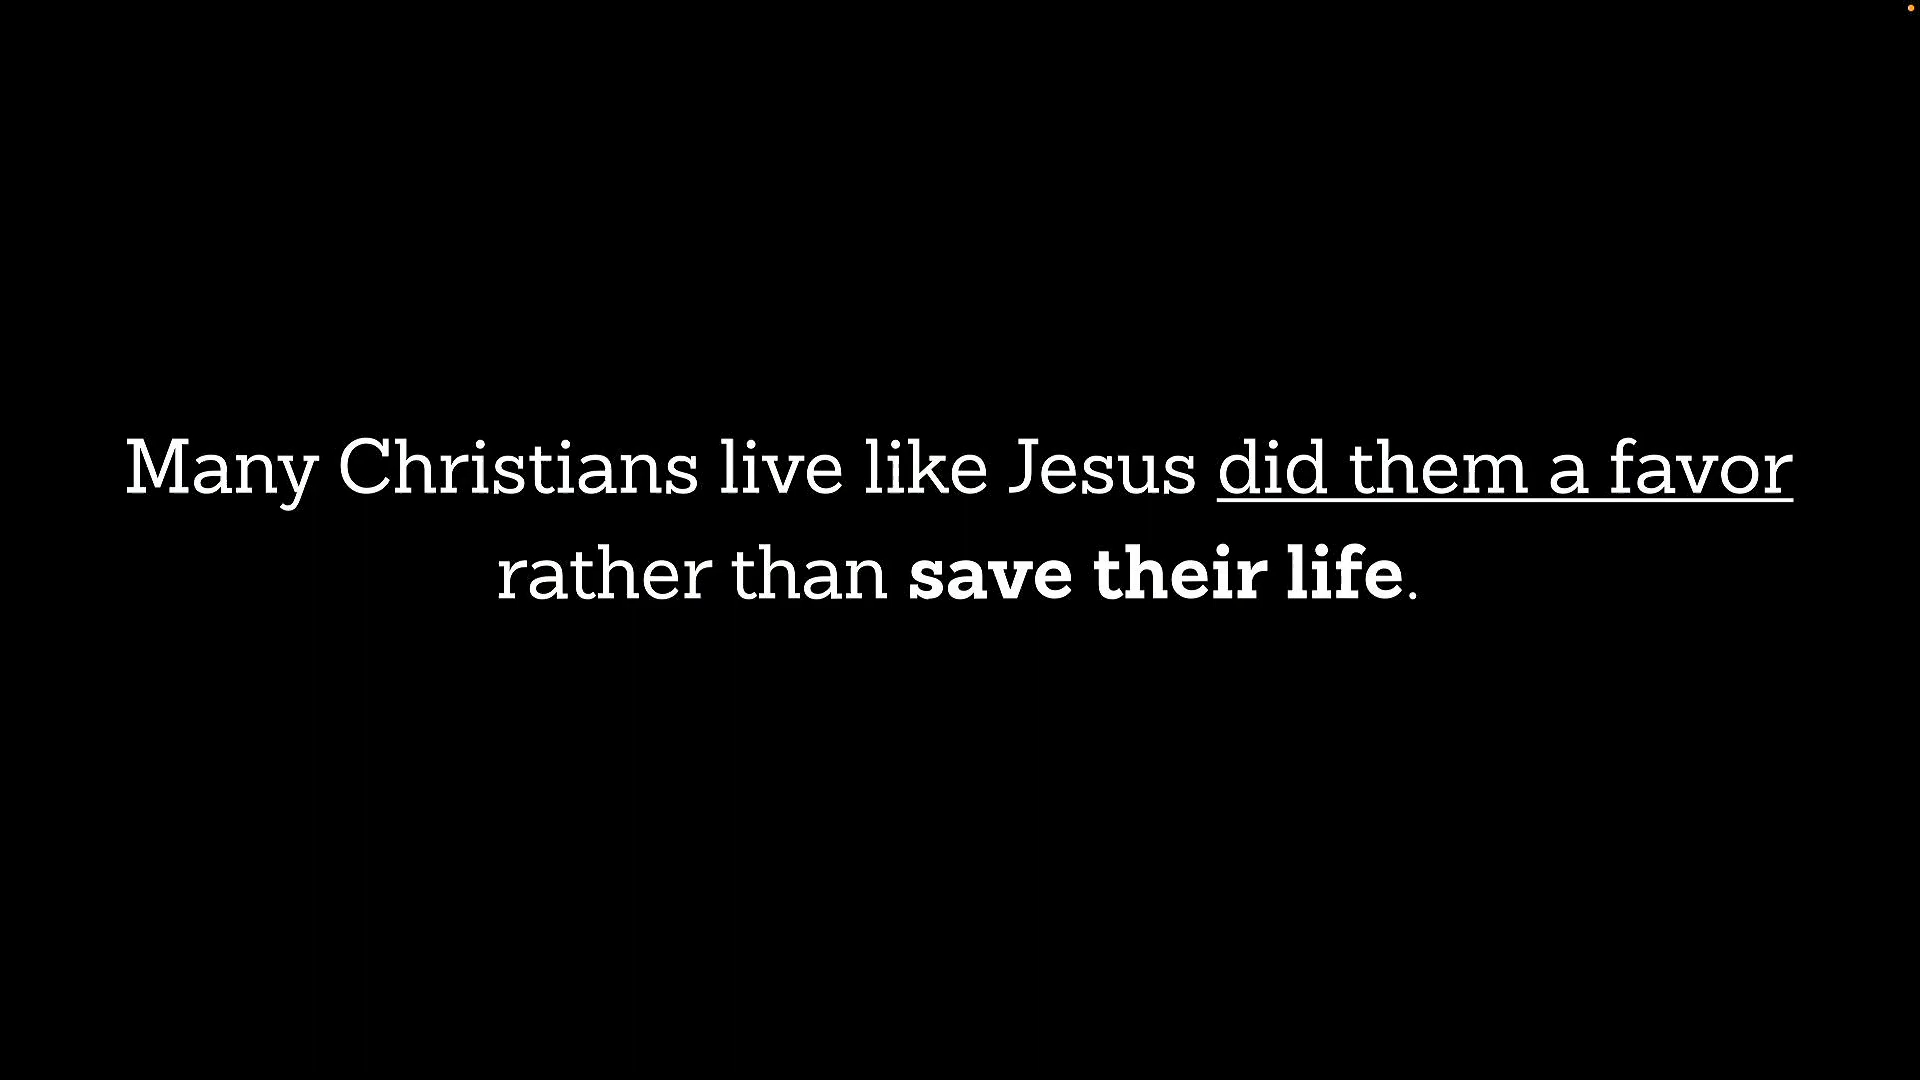 Many Christians live like Jesus did them a favor
rather than save their life.